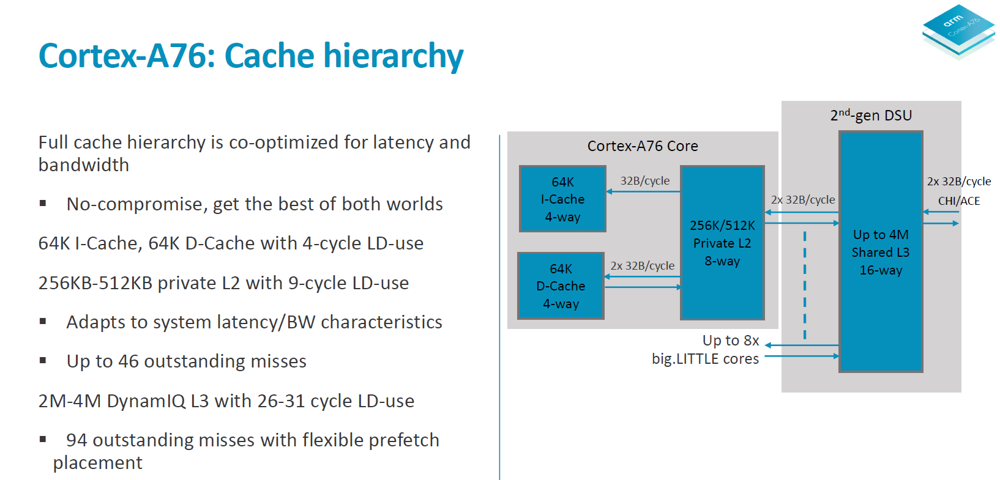 arm
Cortex-A76
Cortex-A76: Cache hierarchy
Full cache hierarchy is co-optimized for latency and
bandwidth
▪ No-compromise, get the best of both worlds
64K I-Cache, 64K D-Cache with 4-cycle LD-use
256KB-512KB private L2 with 9-cycle LD-use
▪ Adapts to system latency/BW characteristics
▪ Up to 46 outstanding misses
2M-4M DynamIQ L3 with 26-31 cycle LD-use
▪ 94 outstanding misses with flexible prefetch
placement
Cortex-A76 Core
64K
I-Cache
4-way
32B/cycle
64K
D-Cache
4-way
2x 32B/cycle
256K/512K
Private L2
8-way
2x 32B/cycle
2nd-gen DSU
Up to 4M
Shared L3
16-way
2x 32B/cycle
CHI/ACE
Up to 8x
big.LITTLE cores